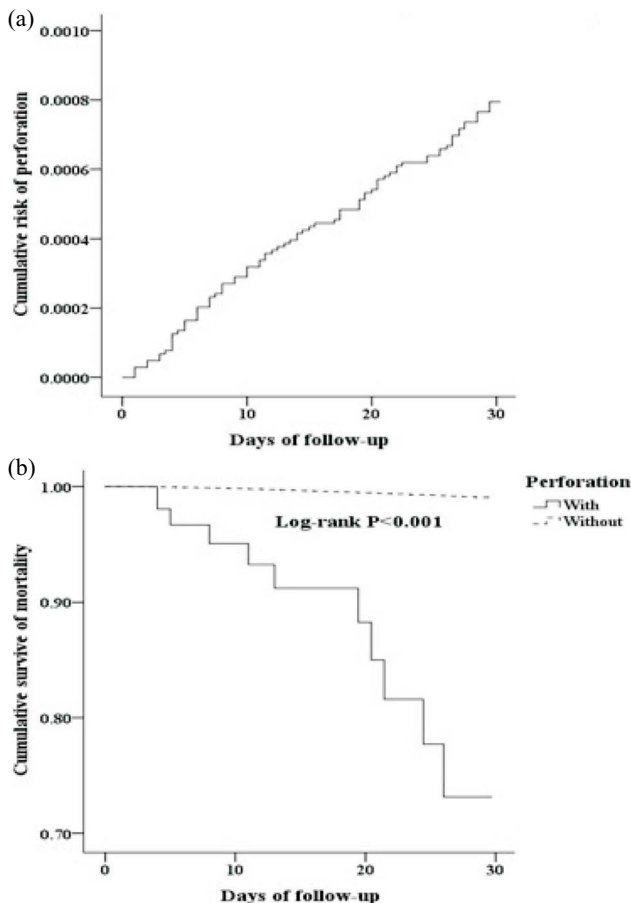 (a)
0.0010
0.0008
0.0006
0.0004
0.0002
0.0000
Cumulative risk of perforation
0 10 20 30
Days of follow-up
(b)
1.00
0.90
0.80
0.70
Cumulative survive of mortality
Log-rank P<0.001
Perforation
With
Without
0 10 20 30
Days of follow-up